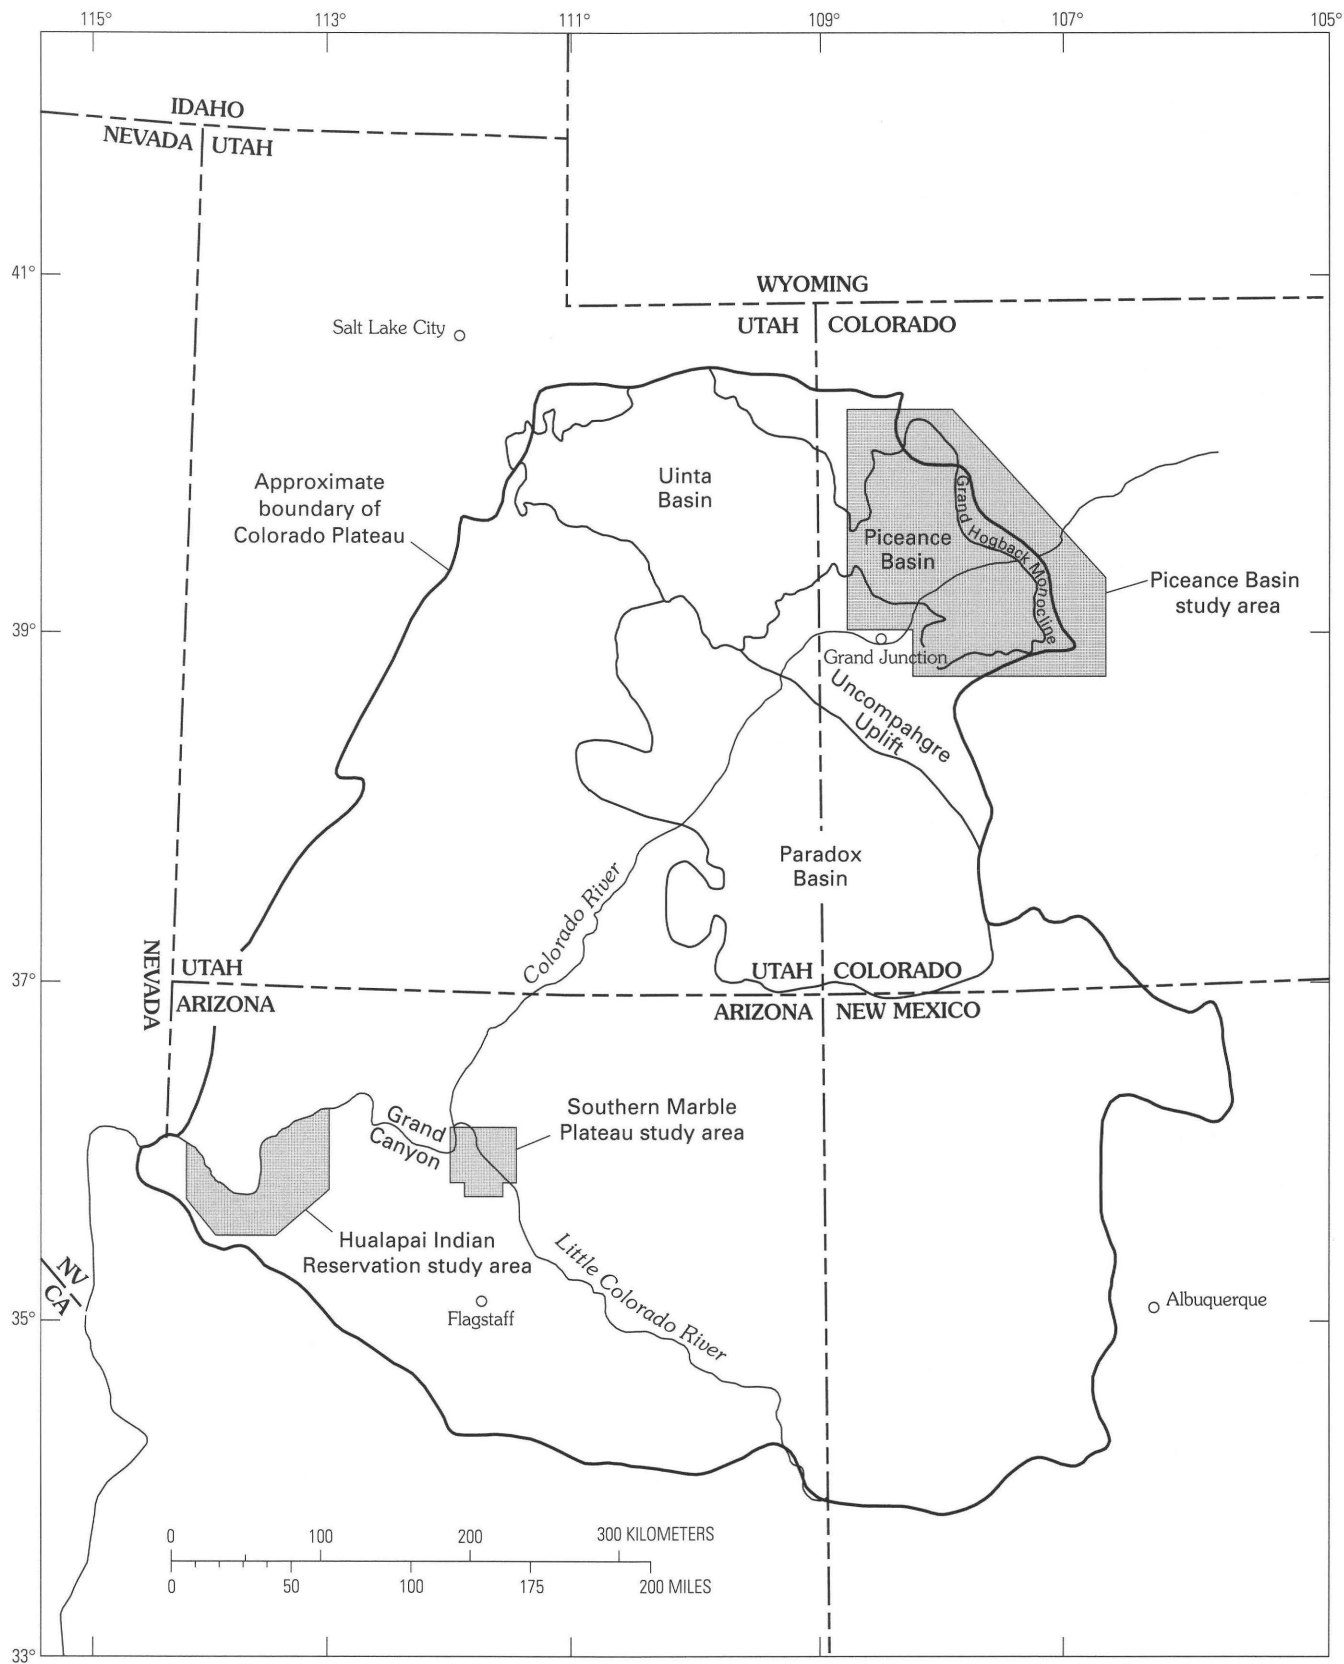 115°
113°
111°
109°
107°
105°
IDAHO
NEVADA
UTAH
41°
WYOMING
UTAH
COLORADO
Salt Lake City
Approximate
boundary of
Colorado Plateau
Uinta
Basin
Grand Hogback Monocline
Piceance
Basin
Piceance Basin
study area
39°
Grand Junction
Uncompahgre
Uplift
Paradox
Basin
Colorado River
NEVADA
UTAH
ARIZONA
37°
UTAH
COLORADO
ARIZONA
NEW MEXICO
Grand
Canyon
Southern Marble
Plateau study area
Hualapai Indian
Reservation study area
NV
CA
Little Colorado River
Flagstaff
Albuquerque
35°
0
100
200
300 KILOMETERS
0
50
100
175
200 MILES
33°